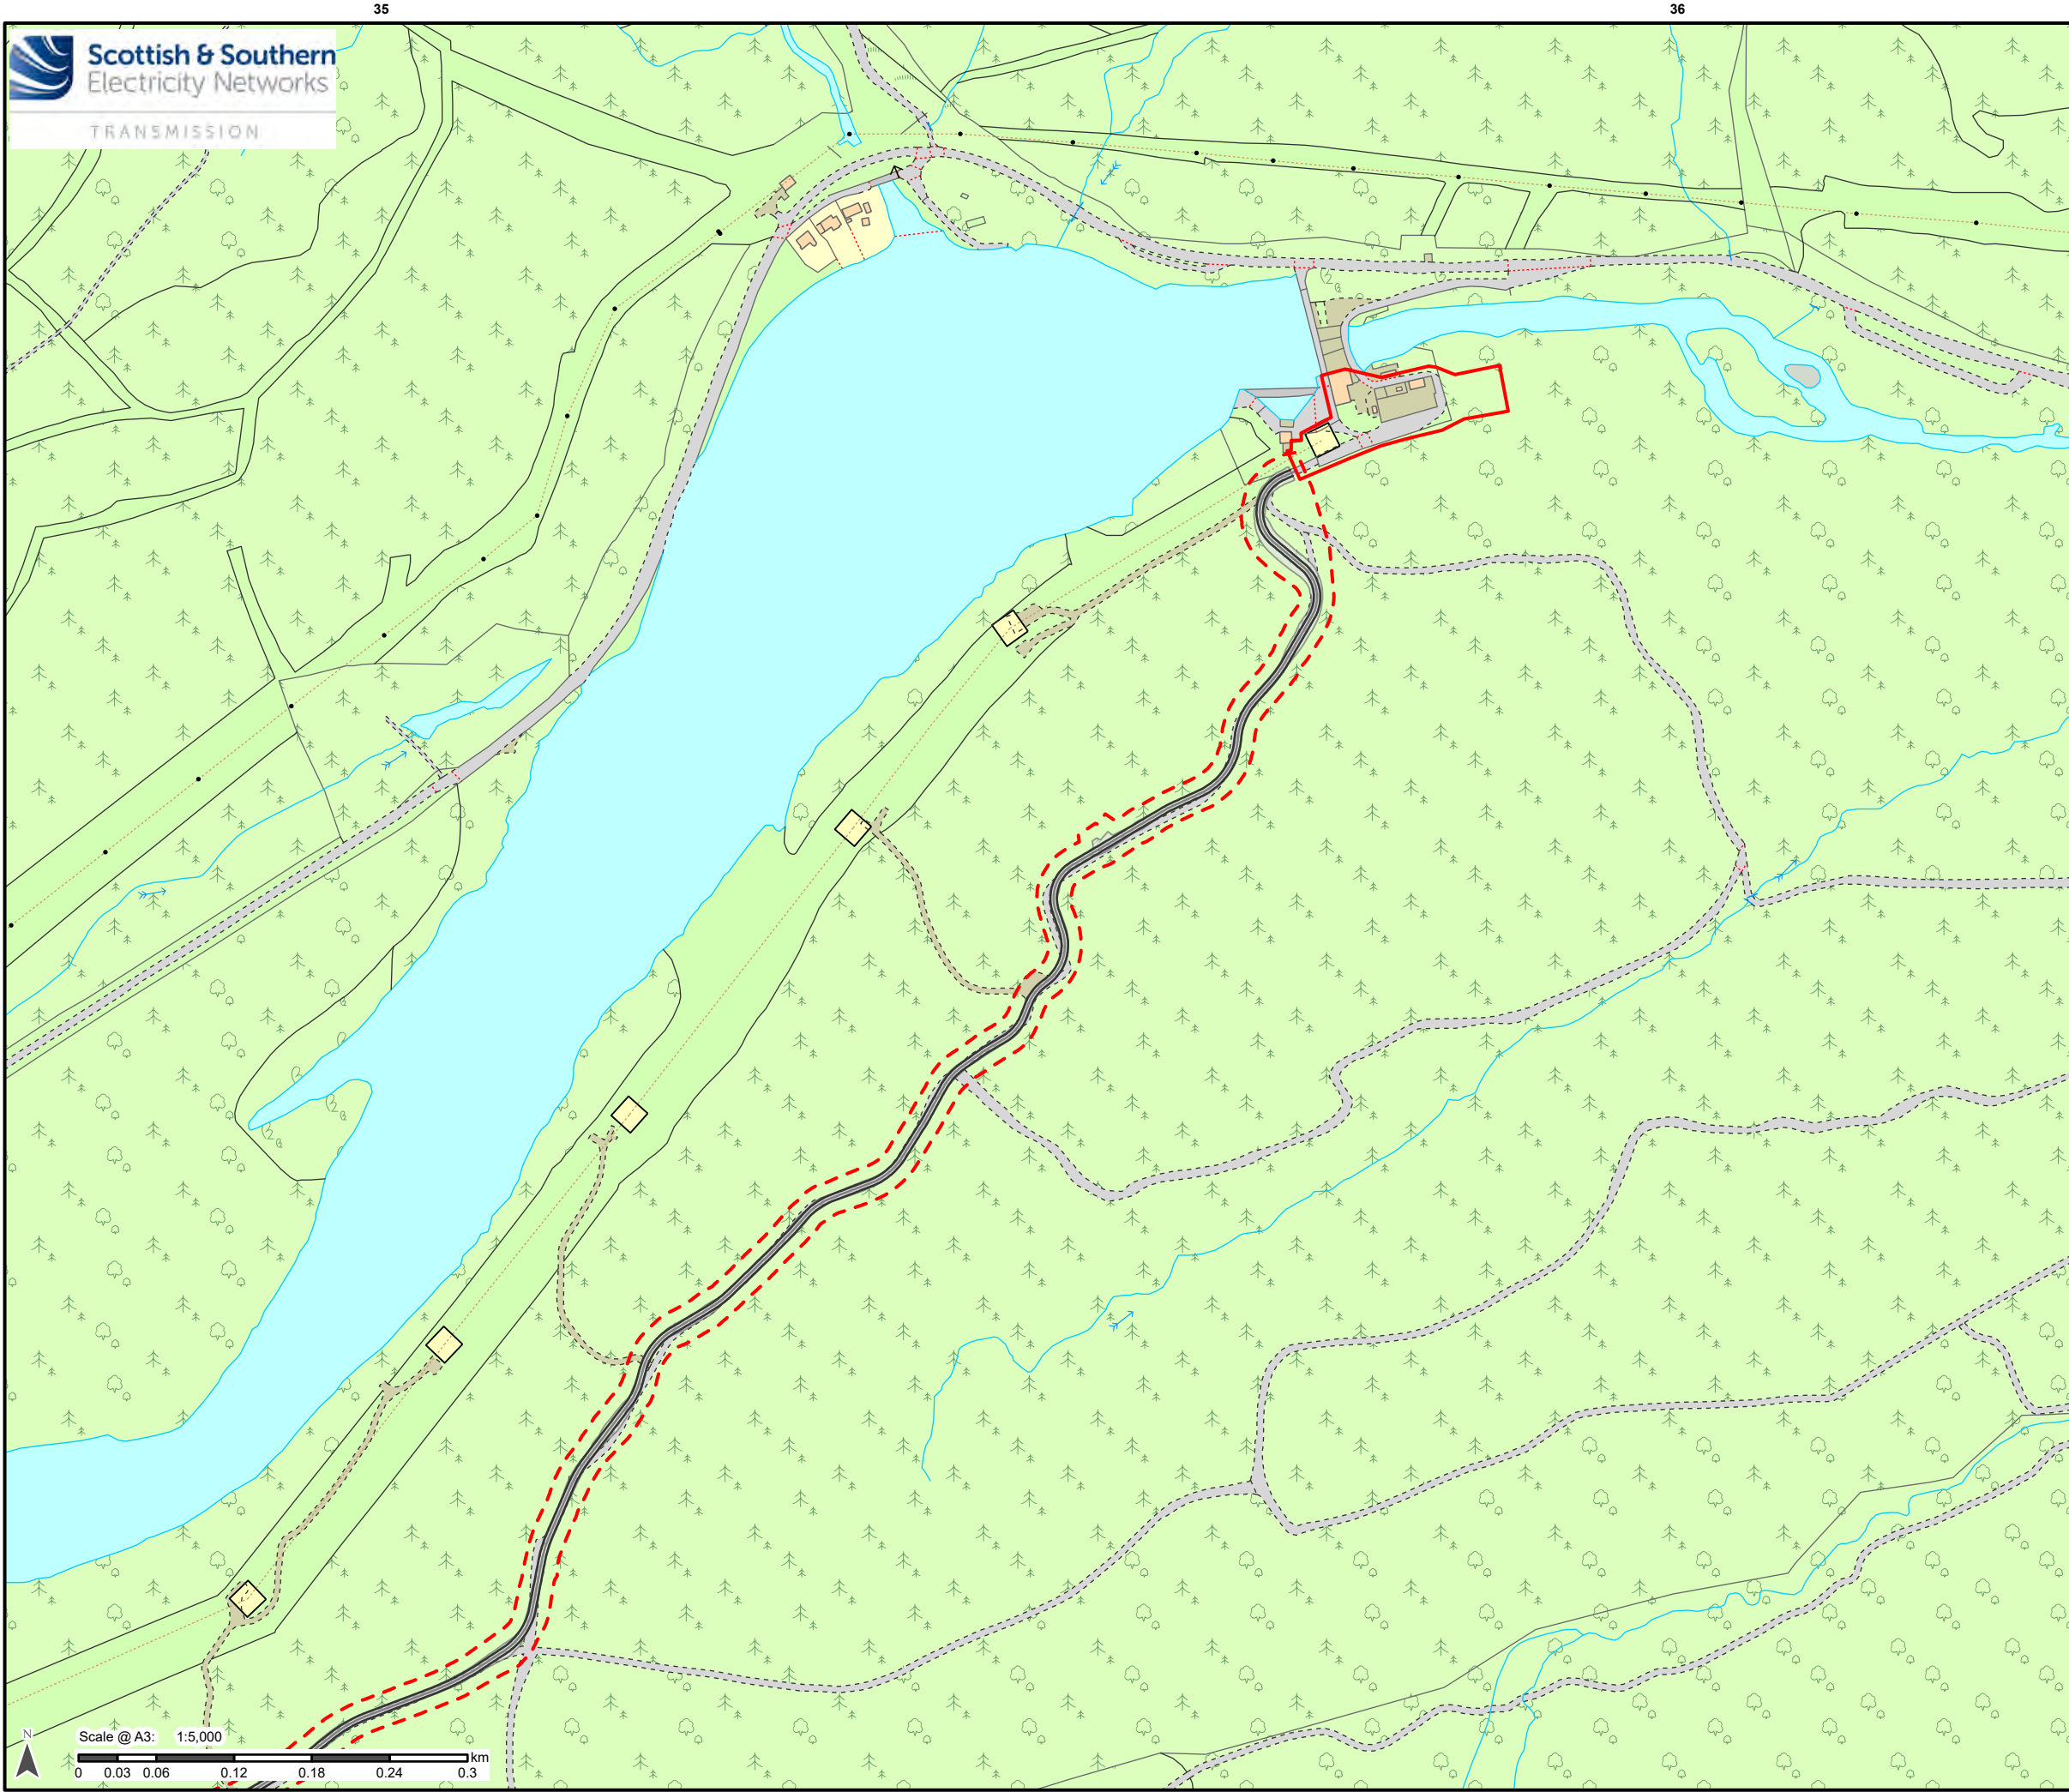 35
36
Scottish & Southern
Electricity Networks
TRANSMISSION
N
Scale @ A3: 1:5,000
km
0 0.03 0.06 0.12 0.18 0.24 0.3